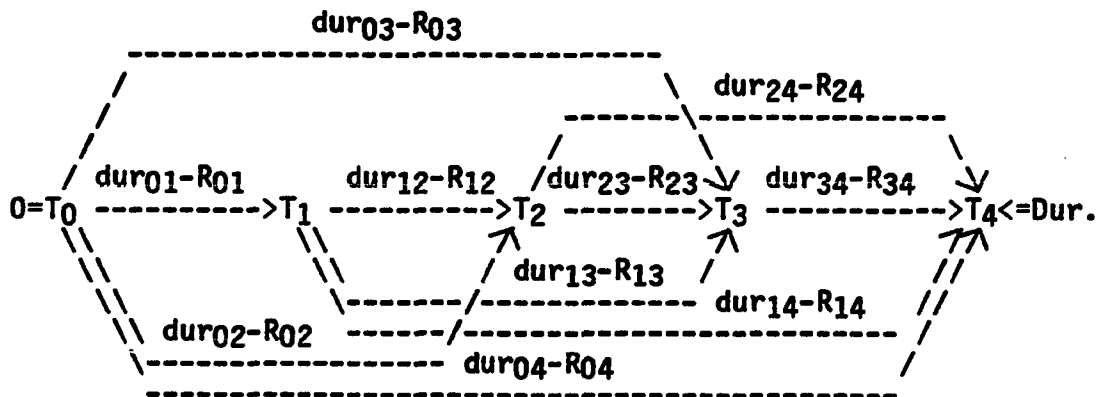 dur03-R03
dur24-R24
dur01-R01 dur12-R12 dur23-R23 dur34-R34
0=T0 T1 T2 T3 T4<=Dur.
dur13-R13
dur14-R14
dur02-R02
dur04-R04